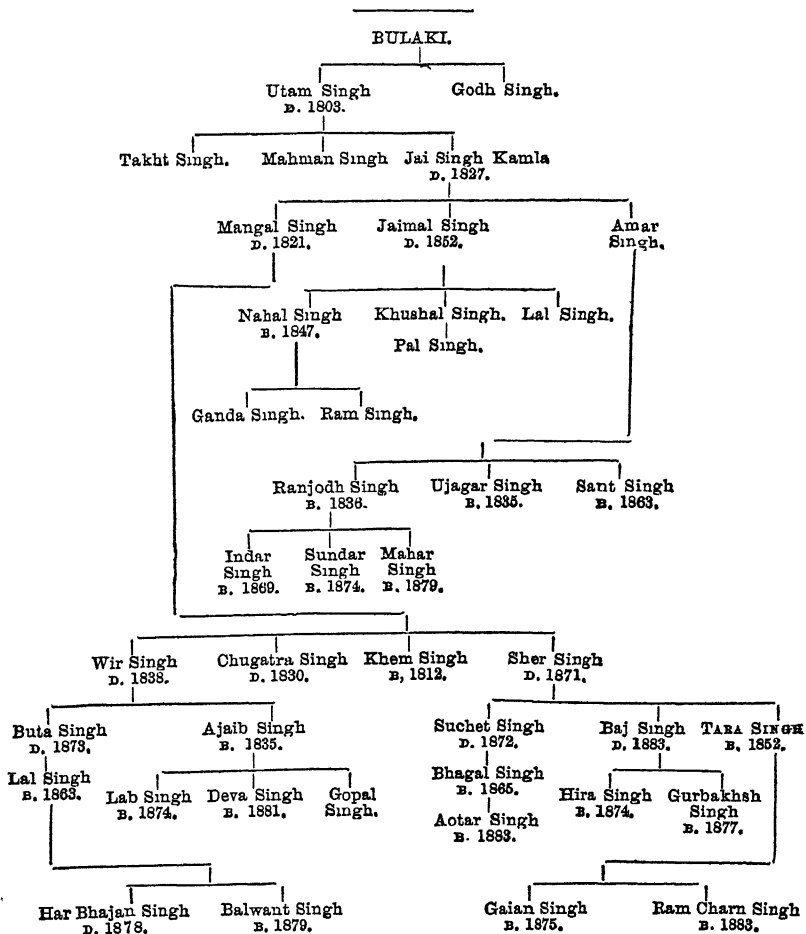 BULAKI.
Utam Singh Godh Singh.
D. 1803.
Takht Singh. Mahman Singh Jai Singh Kamla
D. 1827.
Mangal Singh Jaimal Singh Amar
D. 1821. D. 1852. Singh.
Nahal Singh Khushal Singh. Lal Singh.
B. 1847.
Pal Singh.
Ganda Singh. Ram Singh.
Ranjodh Singh Ujagar Singh Sant Singh
B. 1836. B. 1835. B. 1863.
Indar Sundar Mahar
Singh Singh Singh
B. 1869. B. 1874. B. 1879.
Wir Singh Chugatra Singh Khem Singh Sher Singh
D. 1838. D. 1830. B, 1812. D. 1871.
Buta Singh Ajaib Singh Suchet Singh Baj Singh TARA SINGH
D. 1873. B. 1835. D. 1872. D. 1883. B. 1852.
Lal Singh Bhagal Singh
B. 1863. B. 1865.
Lab Singh Deva Singh Gopal Hira Singh Gurbakhsh
B. 1874. B. 1881. Singh. B. 1874. Singh
B. 1877.
Aotar Singh
B. 1883.
Har Bhajan Singh Balwant Singh Gaian Singh Ram Charn Singh
D. 1878. B. 1879. B. 1875. B. 1883.